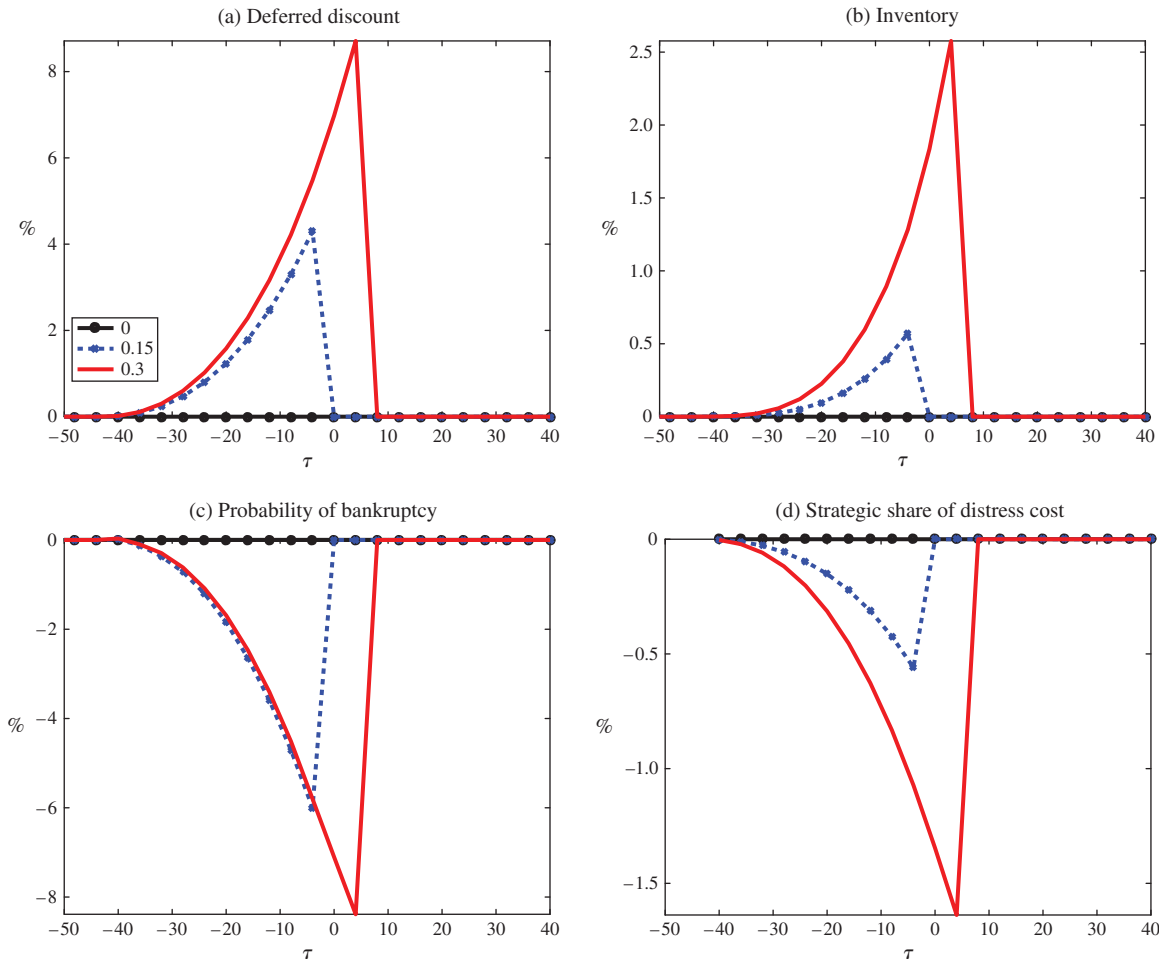 (a) Deferred discount
8
6
%
4
2
0
0
0.15
0.3
−50 −40 −30 −20 −10 0 10 20 30 40
τ
(b) Inventory
2.5
2.0
%
1.5
1.0
0.5
0
−50 −40 −30 −20 −10 0 10 20 30 40
τ
(c) Probability of bankruptcy
0
−2
−4
%
−6
−8
−50 −40 −30 −20 −10 0 10 20 30 40
τ
(d) Strategic share of distress cost
0
−0.5
%
−1.0
−1.5
−50 −40 −30 −20 −10 0 10 20 30 40
τ